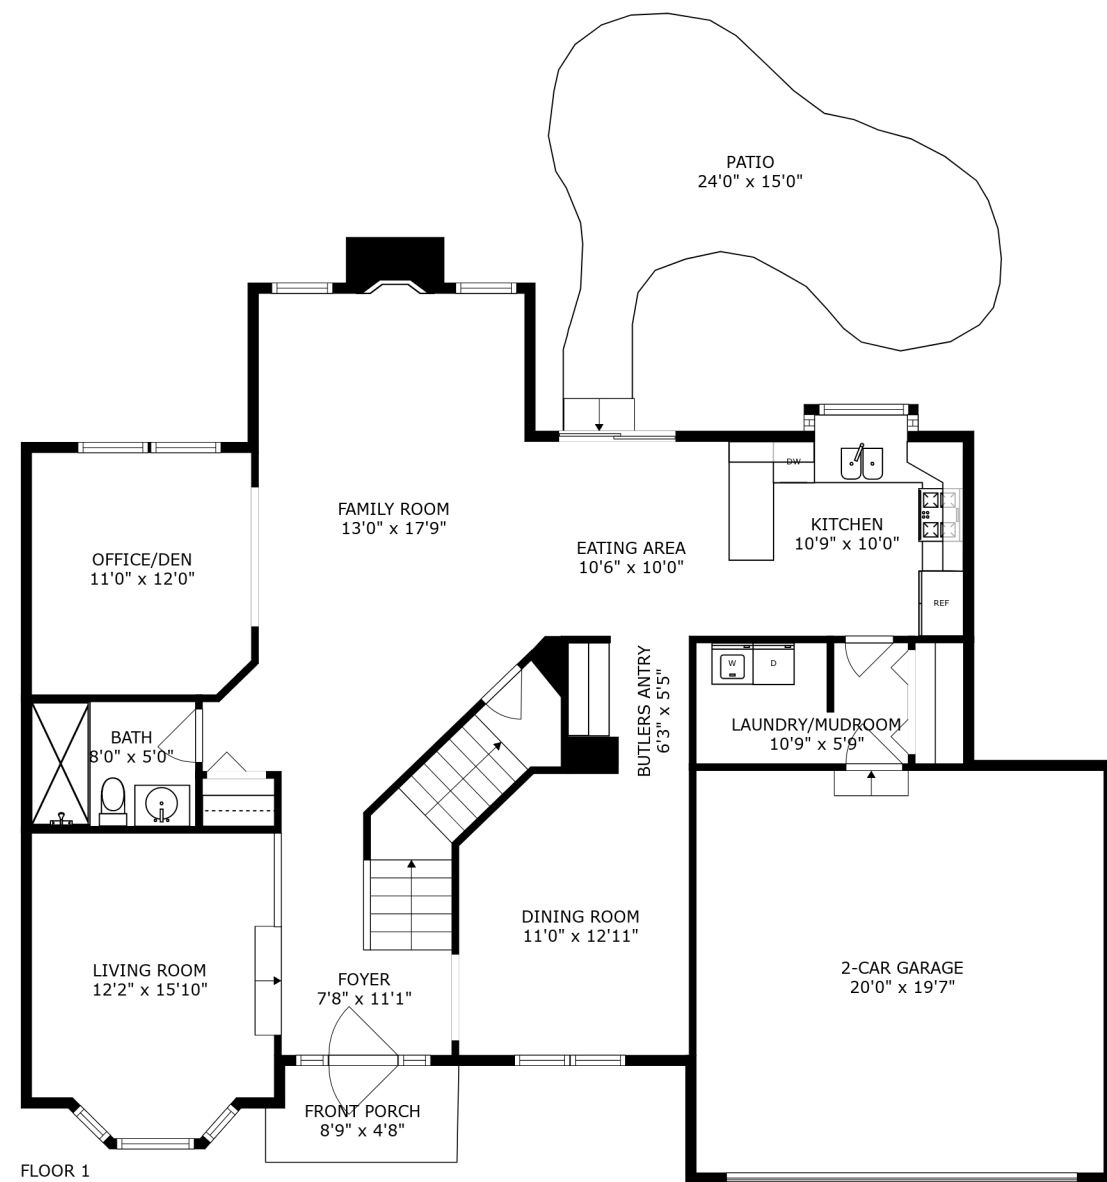 PATIO
24'0" x 15'0"
FAMILY ROOM
13'0" x 17'9"
EATING AREA
10'6" x 10'0"
DW
KITCHEN
10'9" x 10'0"
REF
OFFICE/DEN
11'0" x 12'0"
BUTLERS ANTRY
6'3" x 5'5"
W
D
LAUNDRY/MUDROOM
10'9" x 5'9"
BATH
8'0" x 5'0"
DINING ROOM
11'0" x 12'11"
LIVING ROOM
12'2" x 15'10"
FOYER
7'8" x 11'1"
2-CAR GARAGE
20'0" x 19'7"
FRONT PORCH
8'9" x 4'8"
FLOOR 1